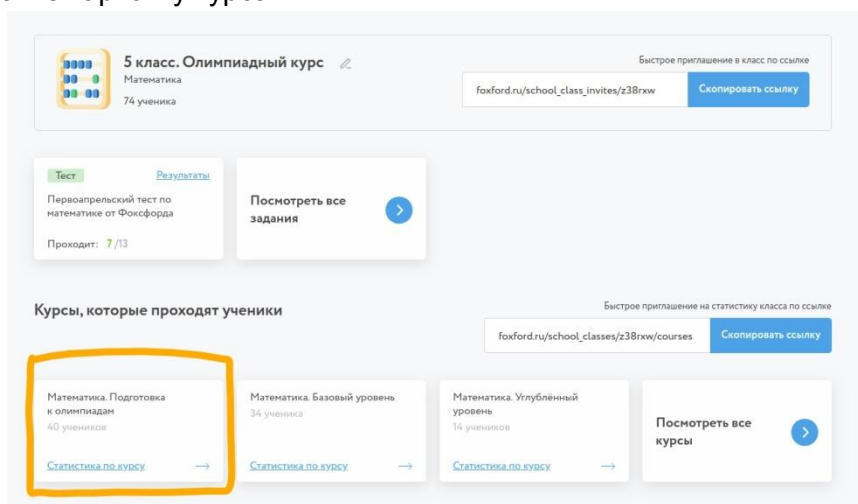 5 класс. Олимпиадный курс
Математика
74 ученика
Быстрое приглашение в класс по ссылке
foxford.ru/school_class_invites/z38rxw
Скопировать ссылку
Тест
Результаты
Первоапрельский тест по
математике от Фоксфорда
Проходит: 7 /13
Посмотреть все
задания
Курсы, которые проходят ученики
Быстрое приглашение на статистику класса по ссылке
foxford.ru/school_classes/z38rxw/courses
Скопировать ссылку
Математика. Подготовка
к олимпиадам
40 учеников
Статистика по курсу
Математика. Базовый уровень
34 ученика
Статистика по курсу
Математика. Углублённый
уровень
14 учеников
Статистика по курсу
Посмотреть все
курсы